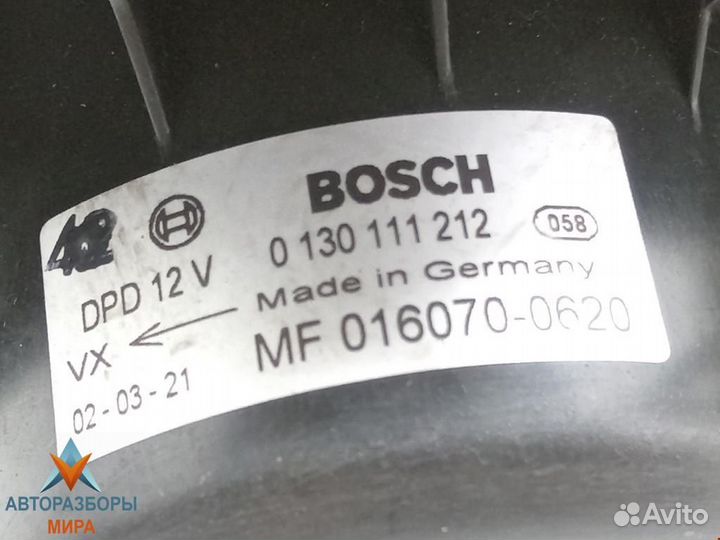 42
BOSCH
0 130 111 212
058
DPD 12 V
Made in Germany
VX
MF 016070-0620
02-03-21
АВТОРАЗБОРЫ
МИРА
Avito